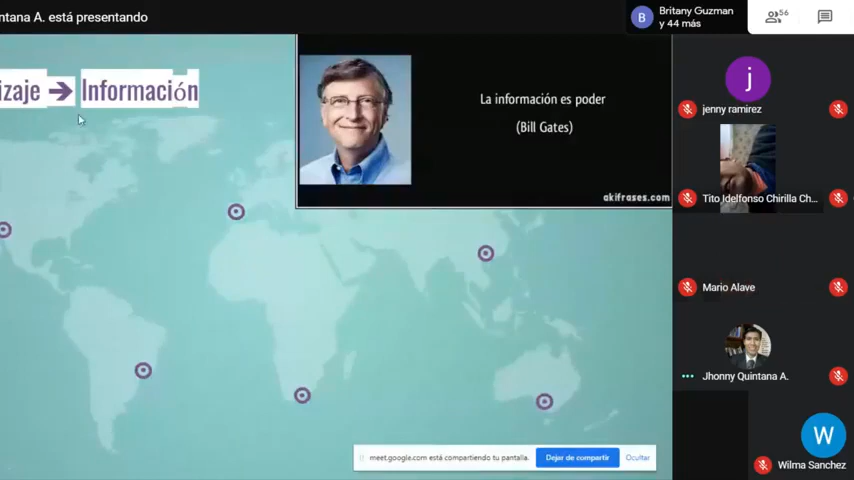 ntana A. está presentando
Britany Guzman
y 44 más
56
izaje → Información
La información es poder
(Bill Gates)
akifrases.com
j
jenny ramirez
Tito Idelfonso Chirilla Ch...
Mario Alave
Jhonny Quintana A.
W
Wilma Sanchez
B
meet.google.com está compartiendo tu pantalla.
Dejar de compartir
Ocultar